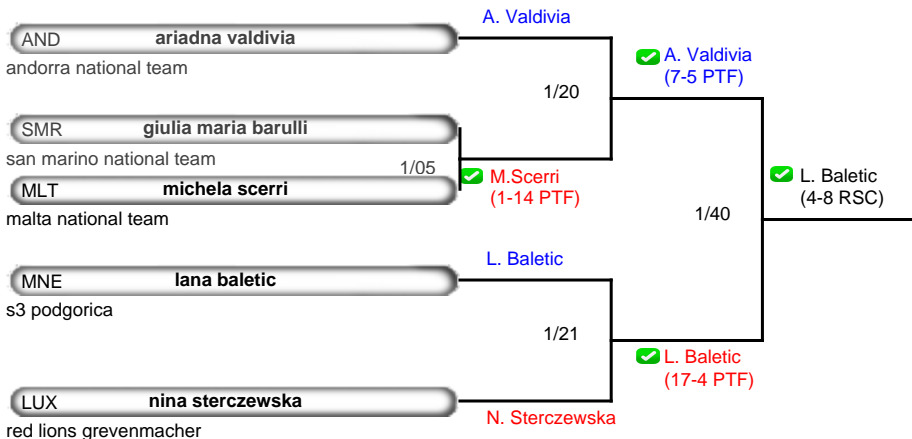 A. Valdivia
AND ariadna valdivia
andorra national team
A. Valdivia
(7-5 PTF)
1/20
SMR giulia maria barulli
san marino national team
1/05
MLT michela scerri
malta national team
M.Scerri
(1-14 PTF)
L. Baletic
(4-8 RSC)
1/40
L. Baletic
MNE lana baletic
s3 podgorica
1/21
L. Baletic
(17-4 PTF)
LUX nina sterczewska
red lions grevenmacher
N. Sterczewska